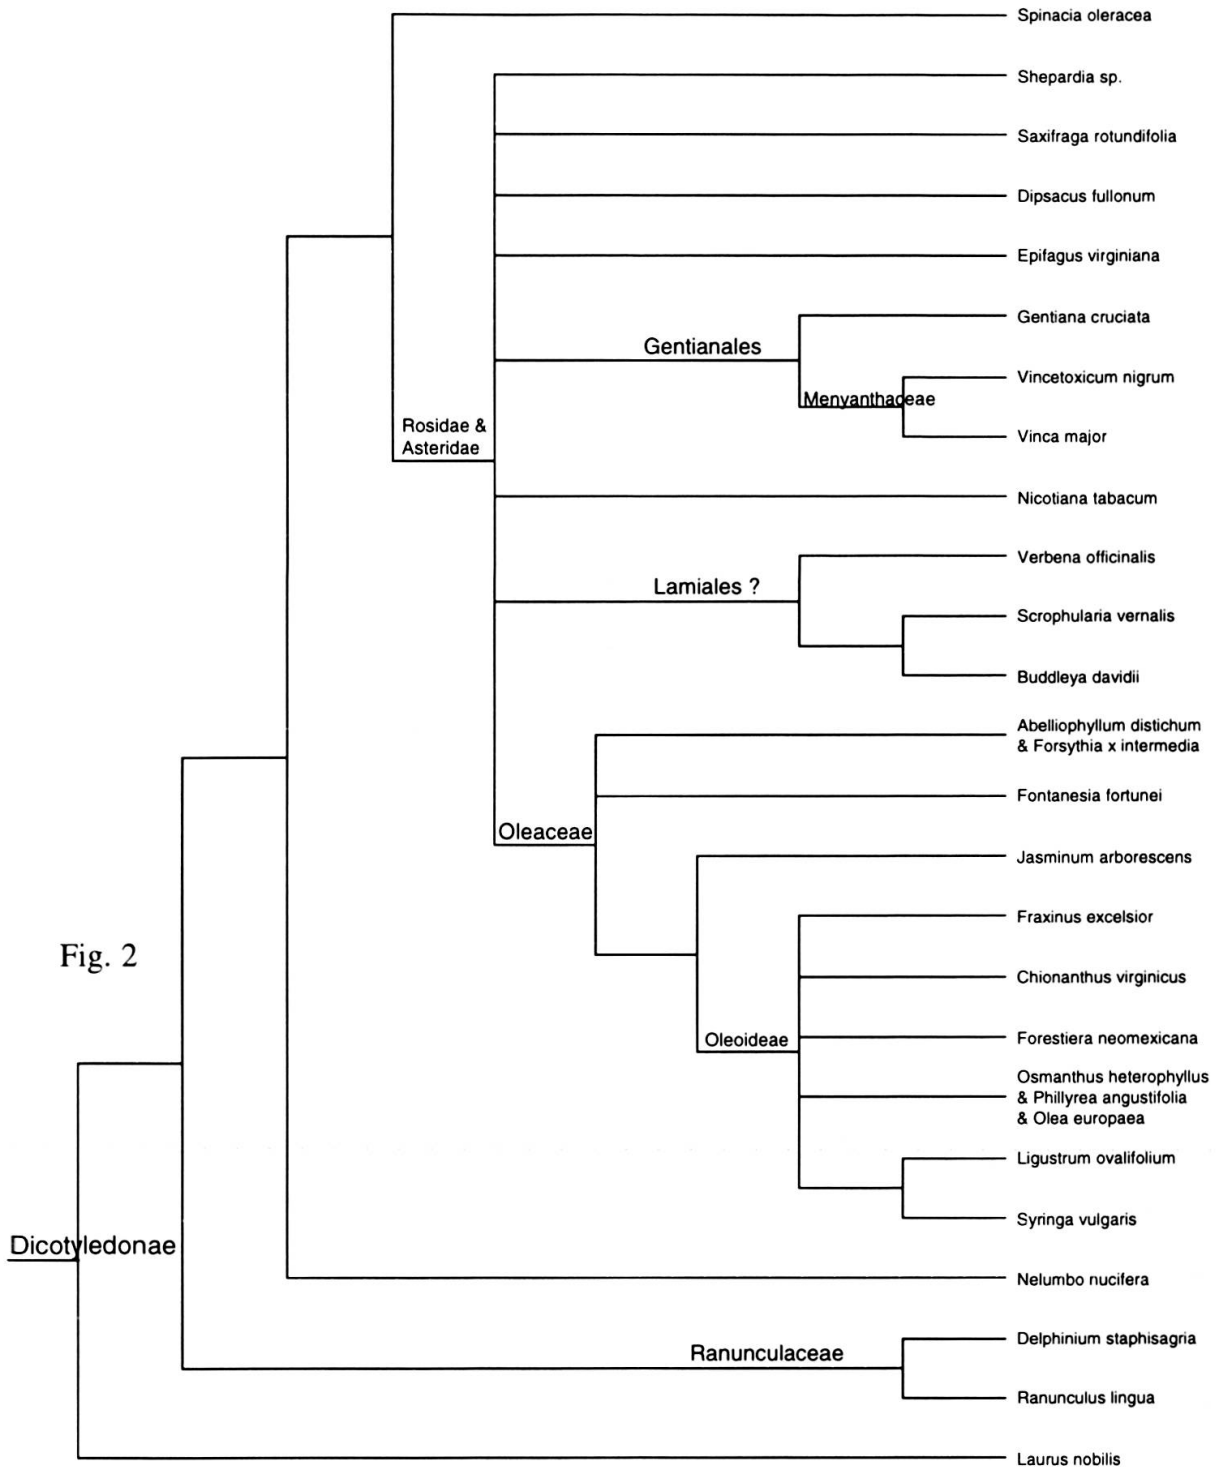 Spinacia oleracea
Shepardia sp.
Saxifraga rotundifolia
Dipsacus fullonum
Epifagus virginiana
Gentiana cruciata
Gentianales
Vincetoxicum nigrum
Menyanthaceae
Vinca major
Rosidae &
Asteridae
Nicotiana tabacum
Verbena officinalis
Lamiales ?
Scrophularia vernalis
Buddleya davidii
Abelliophyllum distichum
& Forsythia x intermedia
Fontanesia fortunei
Oleaceae
Jasminum arborescens
Fraxinus excelsior
Fig. 2
Chionanthus virginicus
Oleoideae
Forestiera neomexicana
Osmanthus heterophyllus
& Phillyrea angustifolia
& Olea europaea
Ligustrum ovalifolium
Syringa vulgaris
Dicotyledonae
Nelumbo nucifera
Delphinium staphisagria
Ranunculaceae
Ranunculus lingua
Laurus nobilis